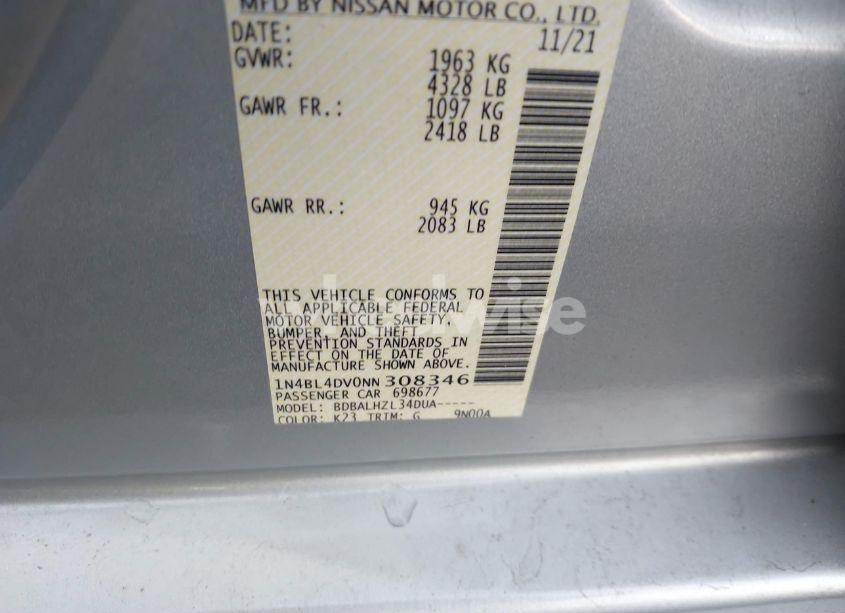 MFD BY NISSAN MOTOR CO., LTD.
DATE: 11/21
GVWR: 1963 KG
4328 LB
GAWR FR.: 1097 KG
2418 LB
GAWR RR.: 945 KG
2083 LB
THIS VEHICLE CONFORMS TO
ALL APPLICABLE FEDERAL
MOTOR VEHICLE SAFETY,
BUMPER, AND THEFT
PREVENTION STANDARDS IN
EFFECT ON THE DATE OF
MANUFACTURE SHOWN ABOVE.
1N4BL4DV0NN308346
PASSENGER CAR 698677
MODEL: BDBALHZL34DUA-----
COLOR: K23 TRIM: G 9N00A